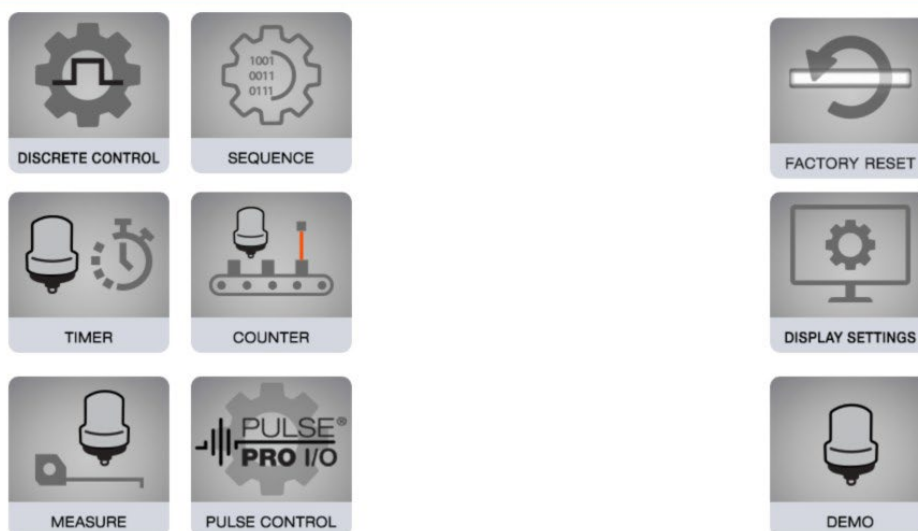 DISCRETE CONTROL
1001
0011
0111
SEQUENCE
FACTORY RESET
TIMER
COUNTER
DISPLAY SETTINGS
MEASURE
PULSE®
PRO I/O
PULSE CONTROL
DEMO